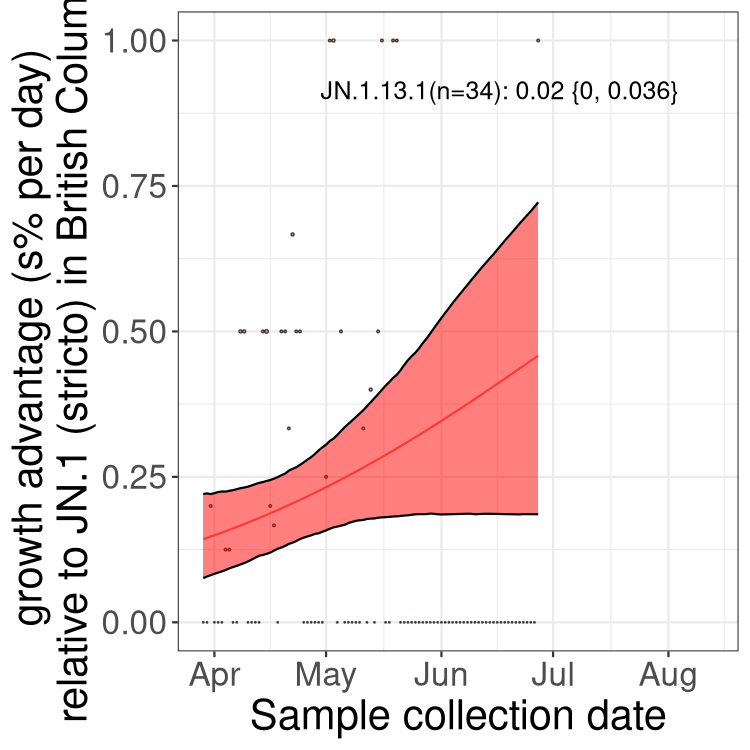 growth advantage (s% per day)
relative to JN.1 (stricto) in British Colum
1.00
0.75
0.50
0.25
0.00
JN.1.13.1(n=34): 0.02 {0, 0.036}
Apr May Jun Jul Aug
Sample collection date